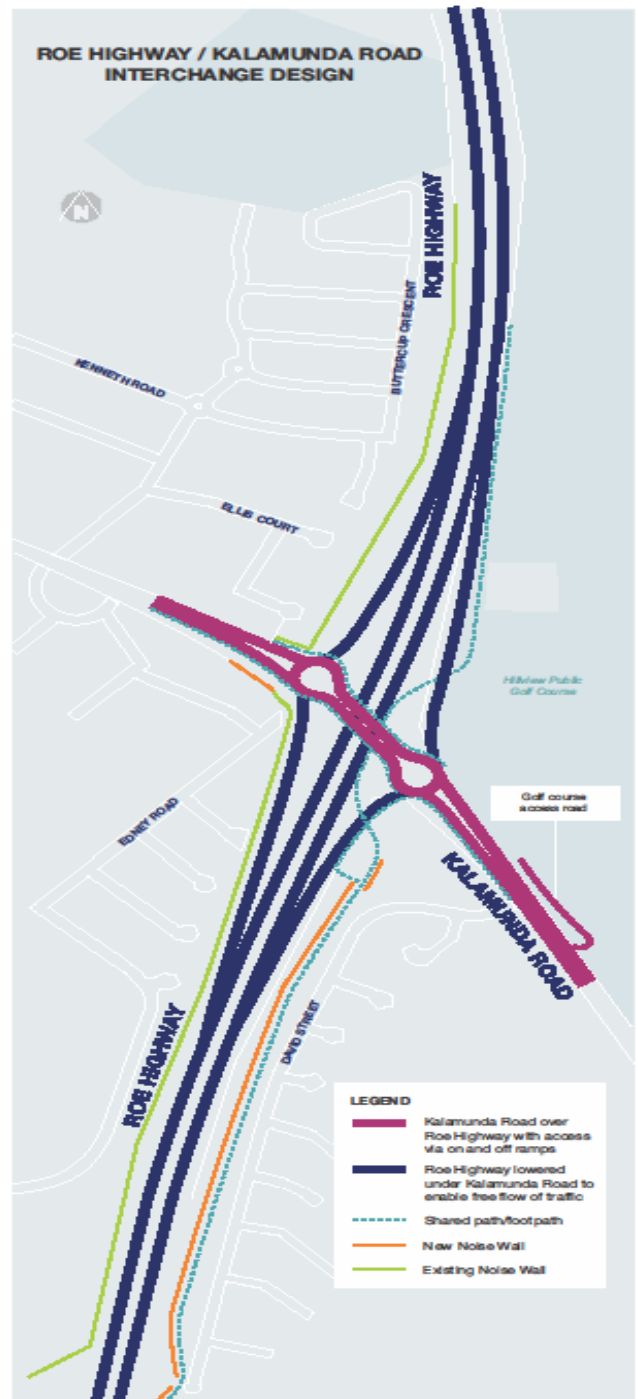 ROE HIGHWAY / KALAMUNDA ROAD
INTERCHANGE DESIGN
N
ROE HIGHWAY
BUTTERCUP CRESCENT
KENNETH ROAD
ELLIS COURT
Hillview Public
Golf Course
Golf course
access road
EDNEY ROAD
KALAMUNDA ROAD
ROE HIGHWAY
DAVID STREET
LEGEND
Kalamunda Road over
Roe Highway with access
via on and off ramps
Roe Highway lowered
under Kalamunda Road to
enable free flow of traffic
Shared path/footpath
New Noise Wall
Existing Noise Wall